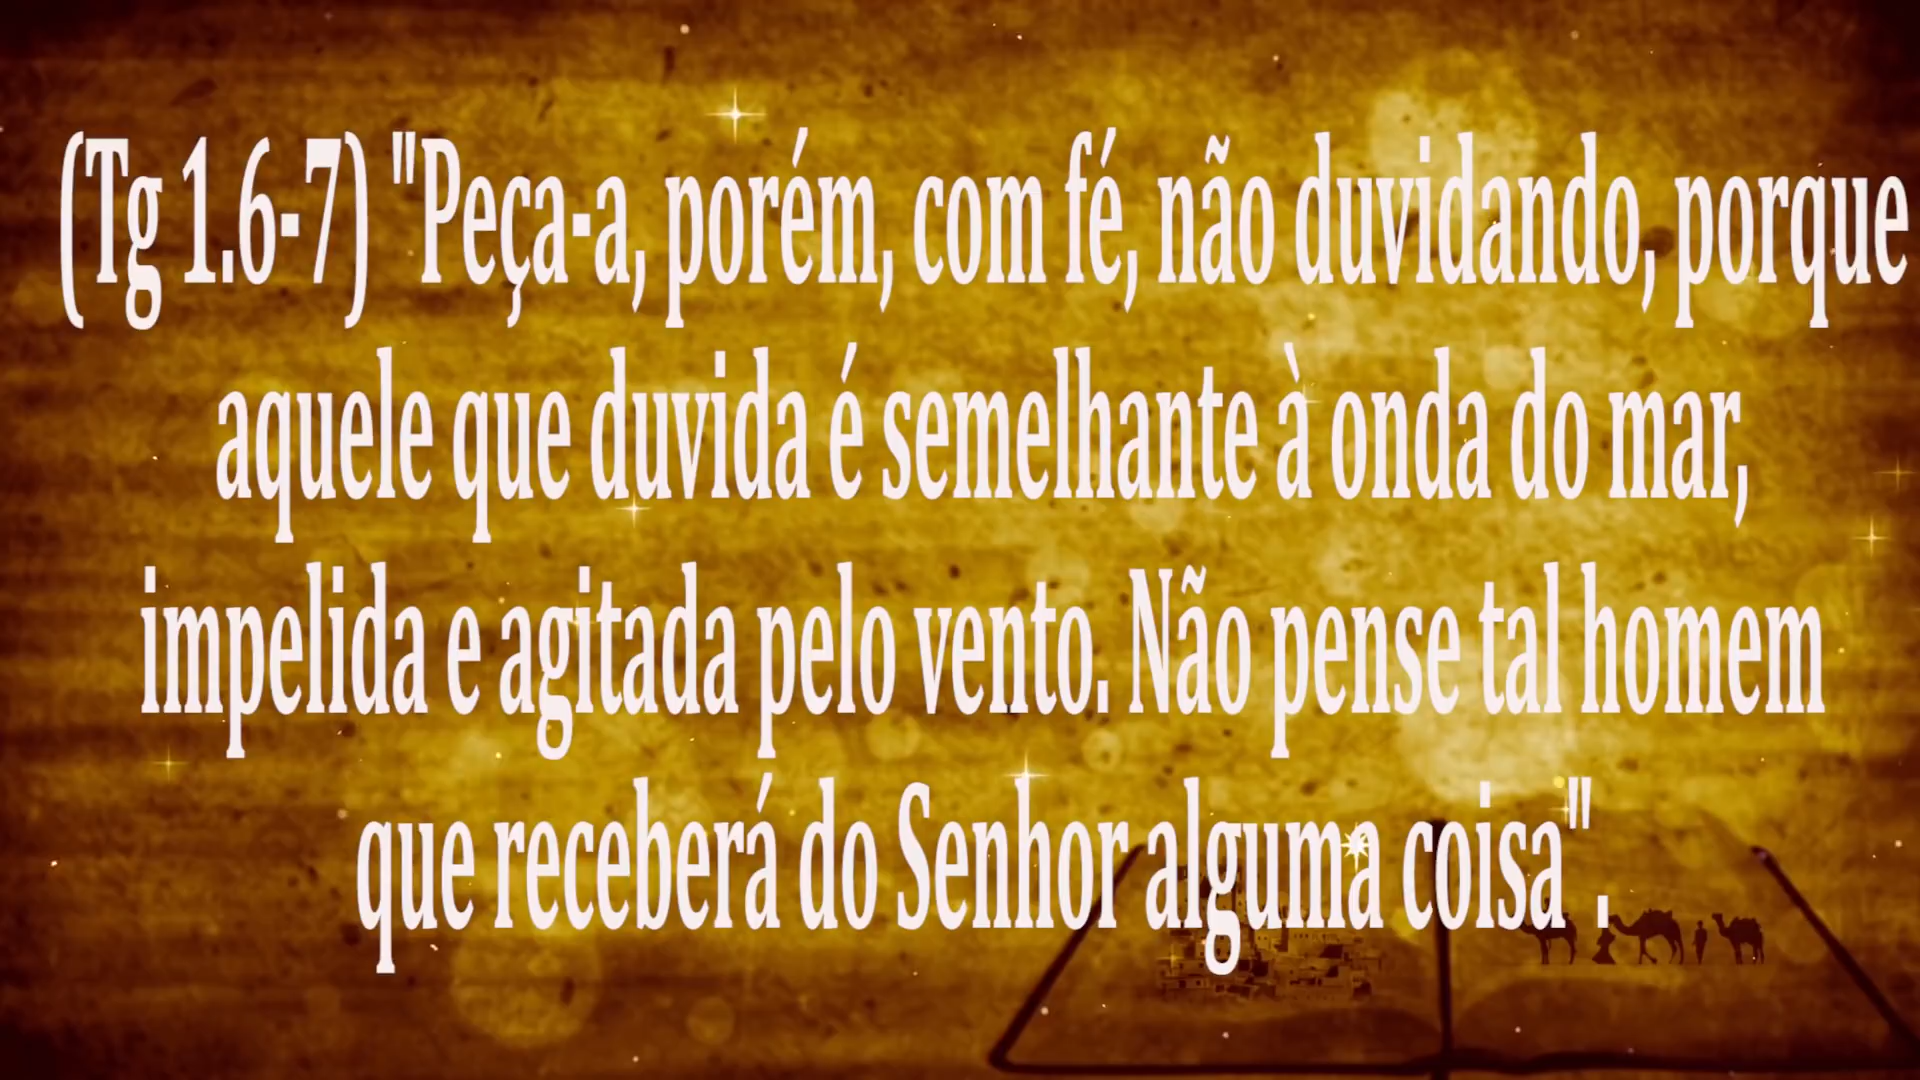 (Tg 1.6-7) "Peça-a, porém, com fé, não duvidando, porque
aquele que duvida é semelhante à onda do mar,
impelida e agitada pelo vento. Não pense tal homem
que receberá do Senhor alguma coisa".